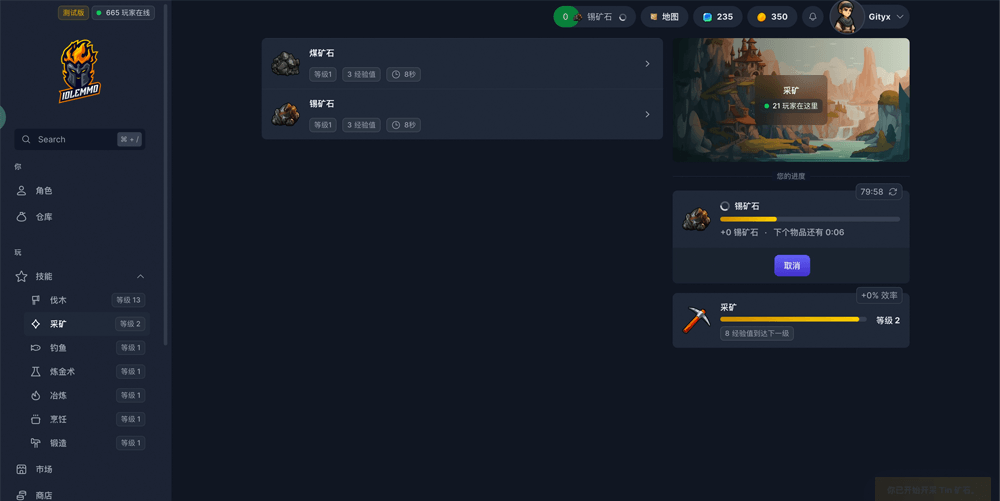 测试版
665 玩家在线
IDLEMMO
Search
⌘ + /
你
角色
仓库
玩
技能
伐木
等级 13
采矿
等级 2
钓鱼
等级 1
炼金术
等级 1
冶炼
等级 1
烹饪
等级 1
锻造
等级 1
市场
商店
0 锡矿石
地图
235
350
Gityx
煤矿石
等级1
3 经验值
8秒
锡矿石
等级1
3 经验值
8秒
采矿
21 玩家在这里
您的进度
79:58
锡矿石
+0 锡矿石 · 下个物品还有 0:06
取消
+0% 效率
采矿
等级 2
8 经验值到达下一级